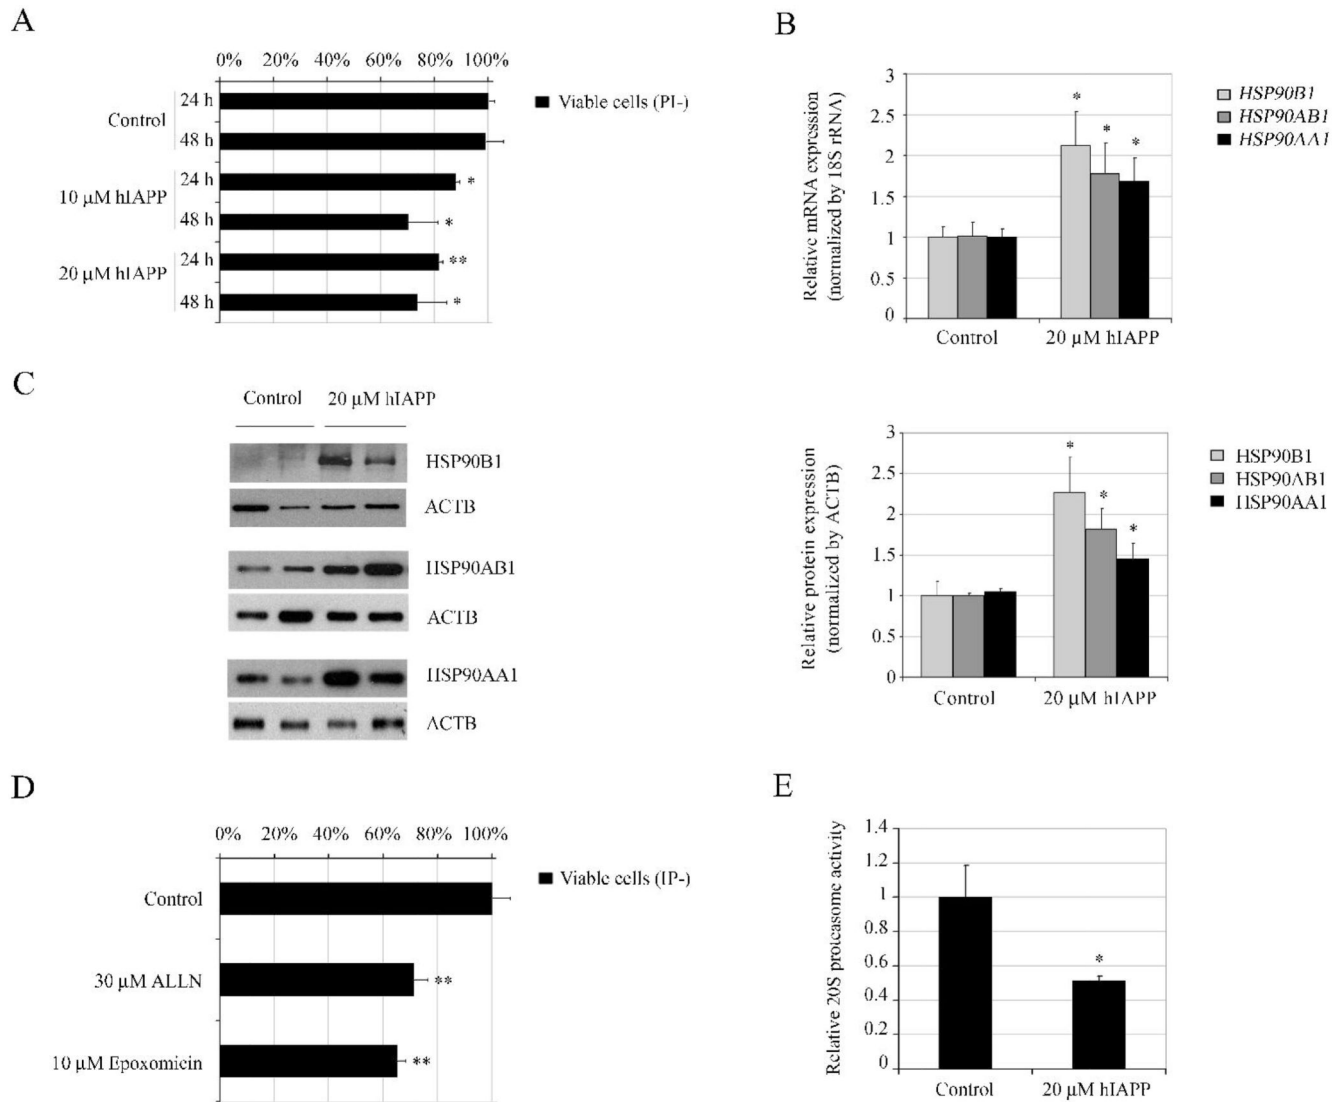 A
0% 20% 40% 60% 80% 100%
Control
24 h
48 h
10 µM hIAPP
24 h
*
48 h
*
20 µM hIAPP
24 h
**
48 h
*
Viable cells (PI-)
B
Relative mRNA expression
(normalized by 18S rRNA)
3
2.5
2
1.5
1
0.5
0
*
*
*
Control
20 µM hIAPP
HSP90B1
HSP90AB1
HSP90AA1
C
Control
20 µM hIAPP
HSP90B1
ACTB
HSP90AB1
ACTB
HSP90AA1
ACTB
Relative protein expression
(normalized by ACTB)
3
2.5
2
1.5
1
0.5
0
*
*
*
Control
20 µM hIAPP
HSP90B1
HSP90AB1
HSP90AA1
D
0% 20% 40% 60% 80% 100%
Control
30 µM ALLN
**
10 µM Epoxomicin
**
Viable cells (IP-)
E
Relative 20S proteasome activity
1.4
1.2
1
0.8
0.6
0.4
0.2
0
*
Control
20 µM hIAPP